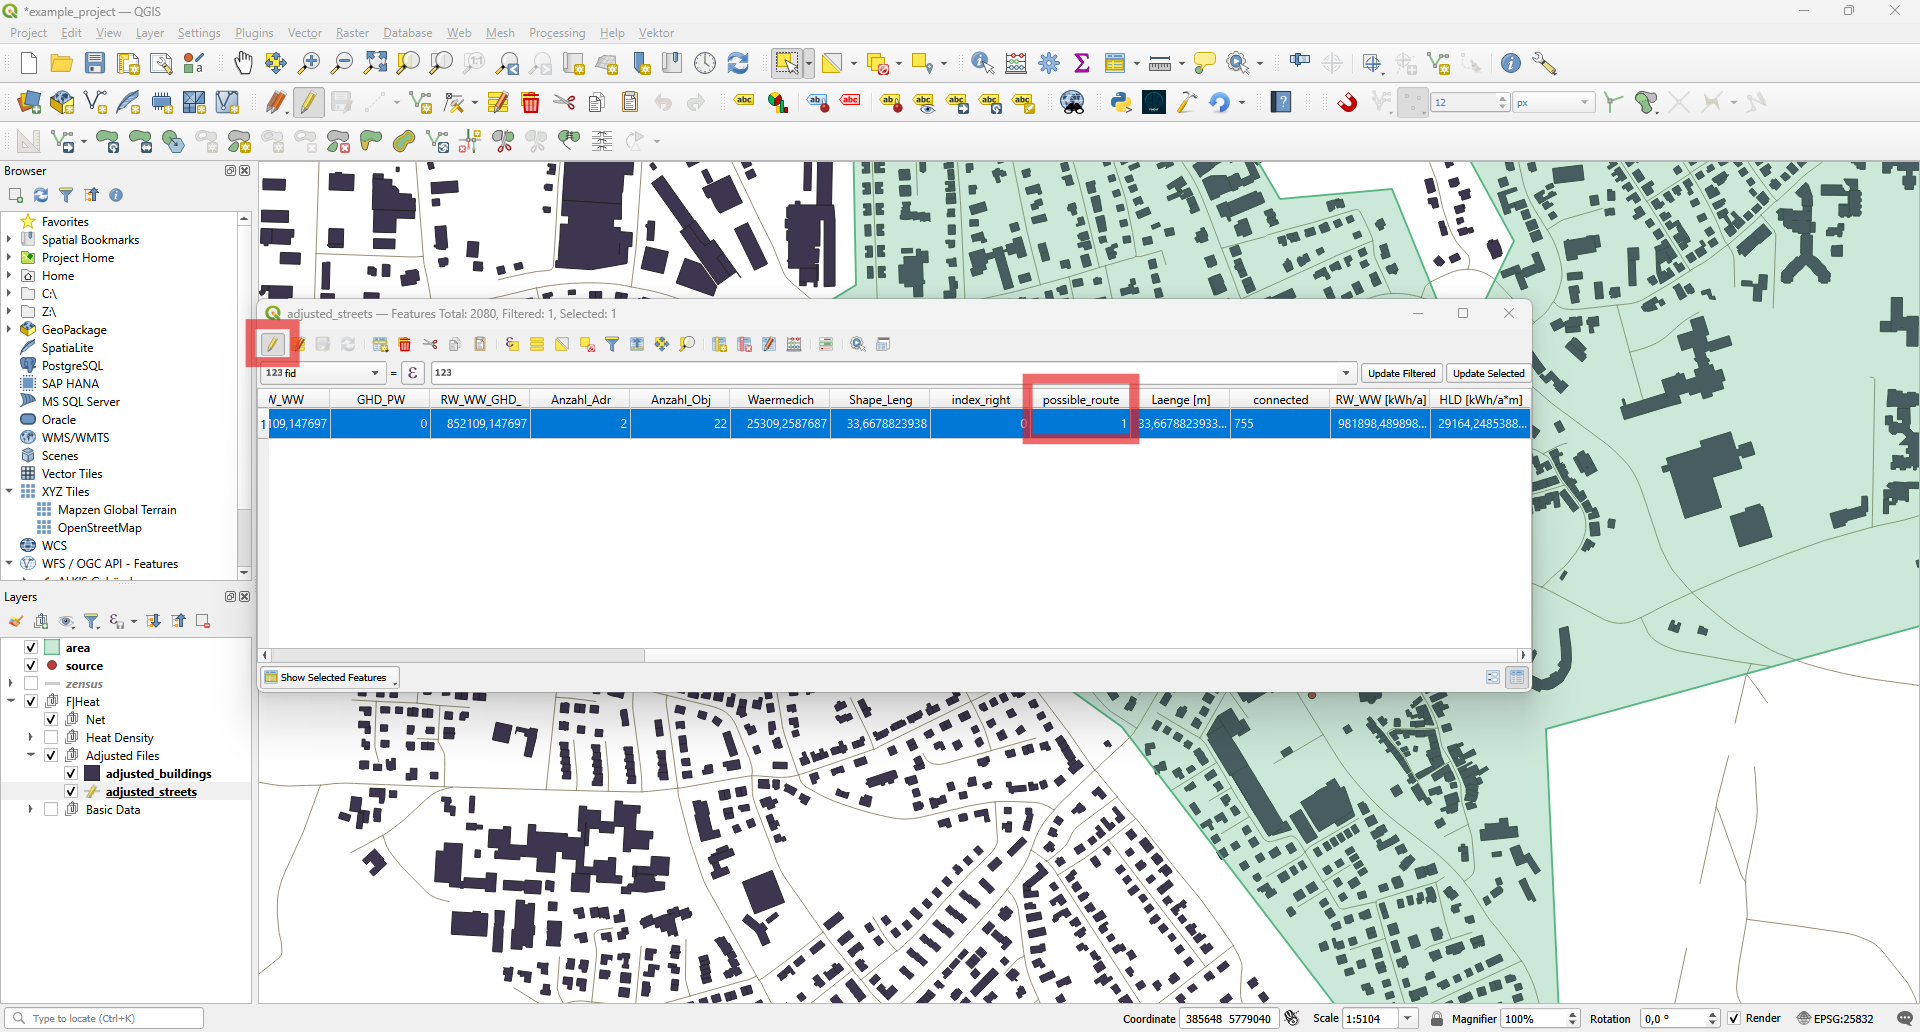 *example_project — QGIS
Project Edit View Layer Settings Plugins Vector Raster Database Web Mesh Processing Help Vektor
12 px
Browser
Favorites
Spatial Bookmarks
Project Home
Home
C:\
Z:\
GeoPackage
SpatiaLite
PostgreSQL
SAP HANA
MS SQL Server
Oracle
WMS/WMTS
Scenes
Vector Tiles
XYZ Tiles
Mapzen Global Terrain
OpenStreetMap
WCS
WFS / OGC API - Features
Layers
area
source
zensus
F|Heat
Net
Heat Density
Adjusted Files
adjusted_buildings
adjusted_streets
Basic Data
adjusted_streets — Features Total: 2080, Filtered: 1, Selected: 1
123 fid = ε 123 Update Filtered Update Selected
GHD_PW RW_WW_GHD_ Anzahl_Adr Anzahl_Obj Waermedich Shape_Leng index_right possible_route Laenge [m] connected RW_WW [kWh/a] HLD [kWh/a*m]
1 109,147697 0 852109,147697 2 22 25309,2587687 33,6678823938 0 1 33,6678823933... 755 981898,489898... 29164,2485388...
Show Selected Features
Type to locate (Ctrl+K) Coordinate 385648 5779040 Scale 1:5104 Magnifier 100% Rotation 0,0 ° Render EPSG:25832